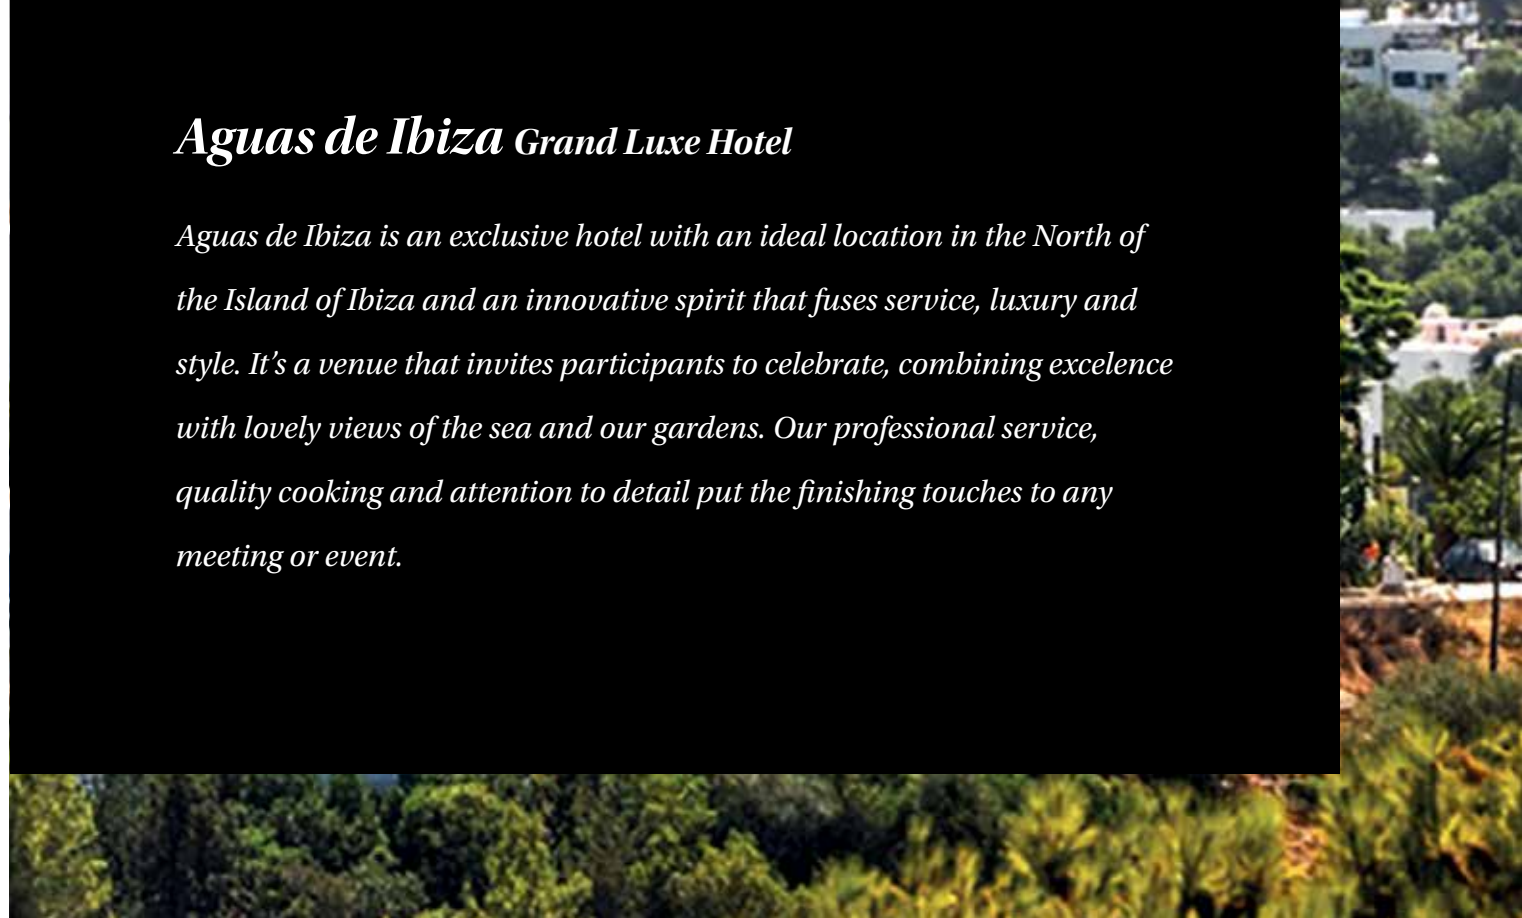 Aguas de Ibiza Grand Luxe Hotel
Aguas de Ibiza is an exclusive hotel with an ideal location in the North of
the Island of Ibiza and an innovative spirit that fuses service, luxury and
style. It’s a venue that invites participants to celebrate, combining excelence
with lovely views of the sea and our gardens. Our professional service,
quality cooking and attention to detail put the finishing touches to any
meeting or event.